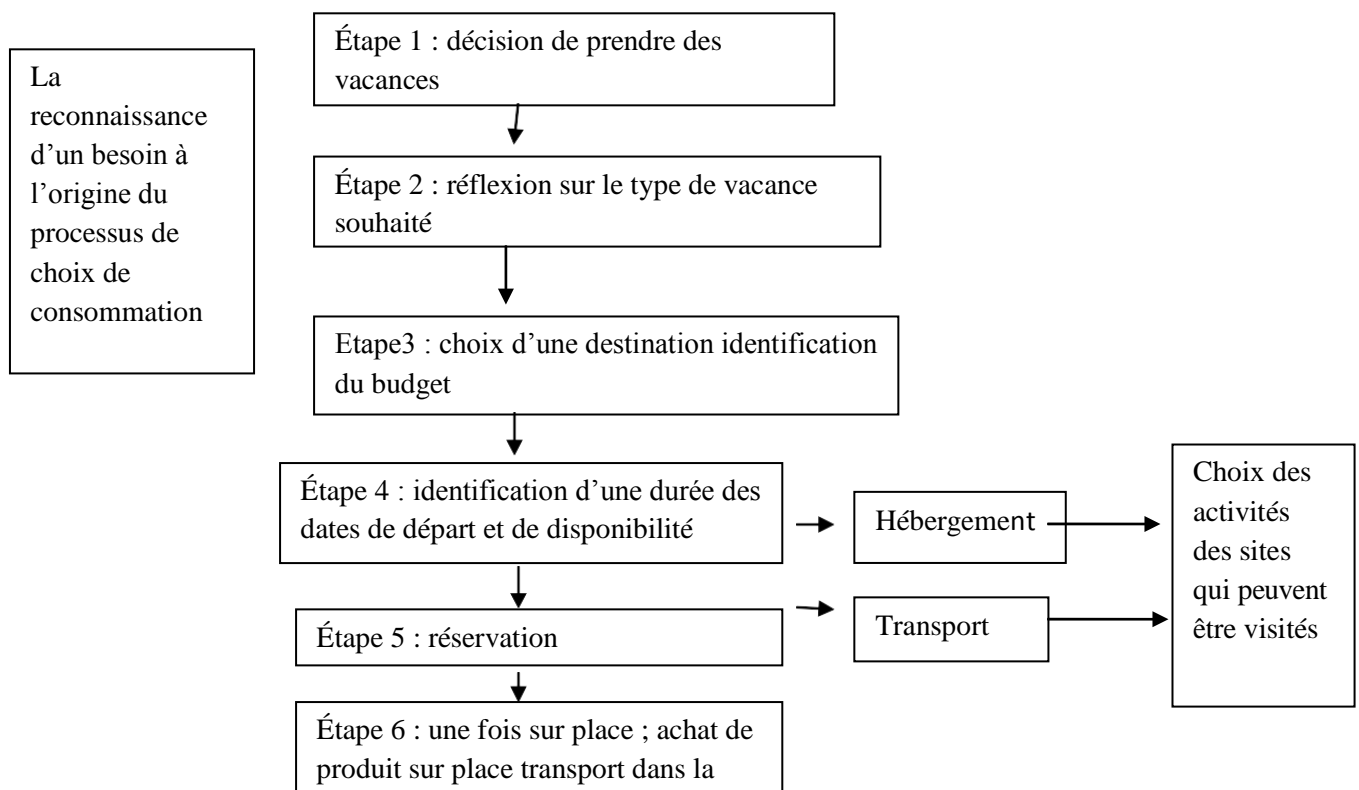 La
reconnaissance
d’un besoin à
l’origine du
processus de
choix de
consommation
Étape 1 : décision de prendre des
vacances
Étape 2 : réflexion sur le type de vacance
souhaité
Etape3 : choix d’une destination identification
du budget
Étape 4 : identification d’une durée des
dates de départ et de disponibilité
Hébergement
Choix des
activités
des sites
qui peuvent
être visités
Étape 5 : réservation
Transport
Étape 6 : une fois sur place ; achat de
produit sur place transport dans la